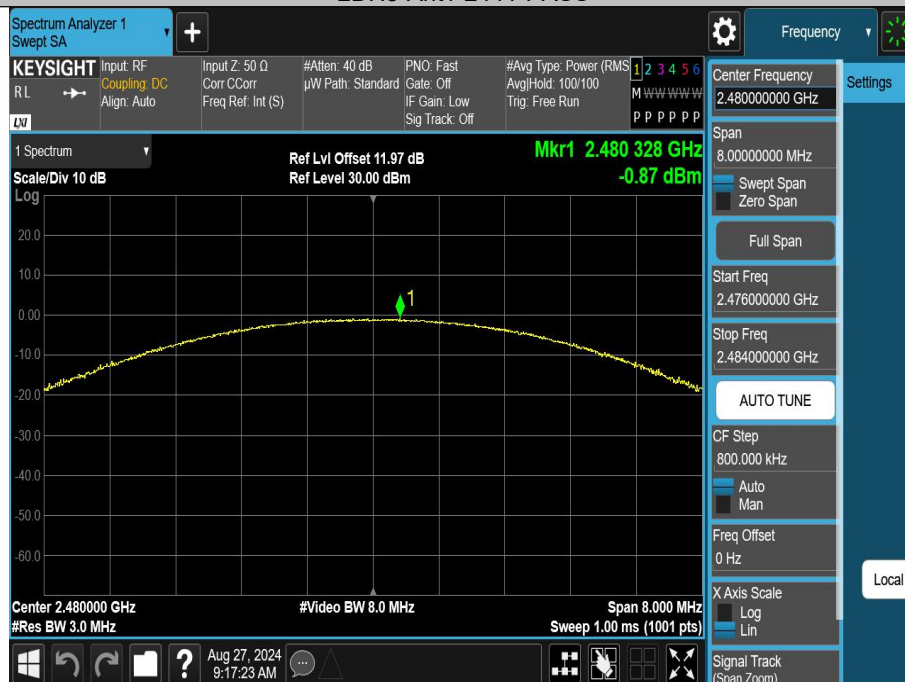 Spectrum Analyzer 1
Swept SA
+
Frequency
KEYSIGHT
RL
LXI
Input: RF
Coupling: DC
Align: Auto
Input Z: 50 Ω
Corr CCorr
Freq Ref: Int (S)
#Atten: 40 dB
µW Path: Standard
PNO: Fast
Gate: Off
IF Gain: Low
Sig Track: Off
#Avg Type: Power (RMS
Avg|Hold: 100/100
Trig: Free Run
1 2 3 4 5 6
M W W W W W
P P P P P P
1 Spectrum
Scale/Div 10 dB
Log
Ref Lvl Offset 11.97 dB
Ref Level 30.00 dBm
Mkr1 2.480 328 GHz
-0.87 dBm
20.0
10.0
0.00
-10.0
-20.0
-30.0
-40.0
-50.0
-60.0
1
Center 2.480000 GHz
#Res BW 3.0 MHz
#Video BW 8.0 MHz
Span 8.000 MHz
Sweep 1.00 ms (1001 pts)
Center Frequency
2.480000000 GHz
Settings
Span
8.00000000 MHz
Swept Span
Zero Span
Full Span
Start Freq
2.476000000 GHz
Stop Freq
2.484000000 GHz
AUTO TUNE
CF Step
800.000 kHz
Auto
Man
Freq Offset
0 Hz
Local
X Axis Scale
Log
Lin
Signal Track
(Span Zoom)
?
Aug 27, 2024
9:17:23 AM